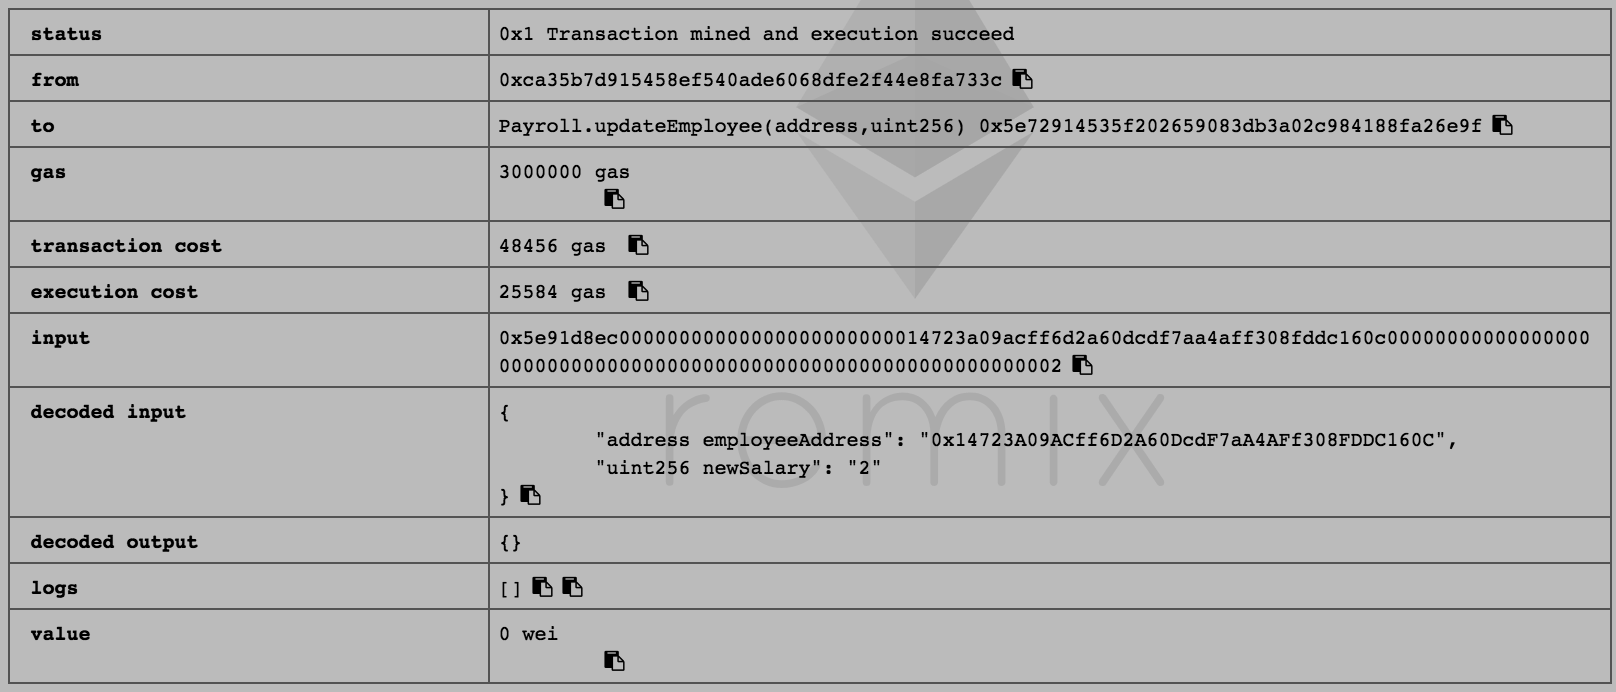 status
0x1 Transaction mined and execution succeed
from
0xca35b7d915458ef540ade6068dfe2f44e8fa733c
to
Payroll.updateEmployee(address,uint256) 0x5e72914535f202659083db3a02c984188fa26e9f
gas
3000000 gas
transaction cost
48456 gas
execution cost
25584 gas
input
0x5e91d8ec00000000000000000000000014723a09acff6d2a60dcdf7aa4aff308fddc160c00000000000000000
00000000000000000000000000000000000000000000002
decoded input
{
"address employeeAddress": "0x14723A09ACff6D2A60DcdF7aA4AFf308FDDC160C",
"uint256 newSalary": "2"
}
decoded output
{}
logs
[]
value
0 wei
remix